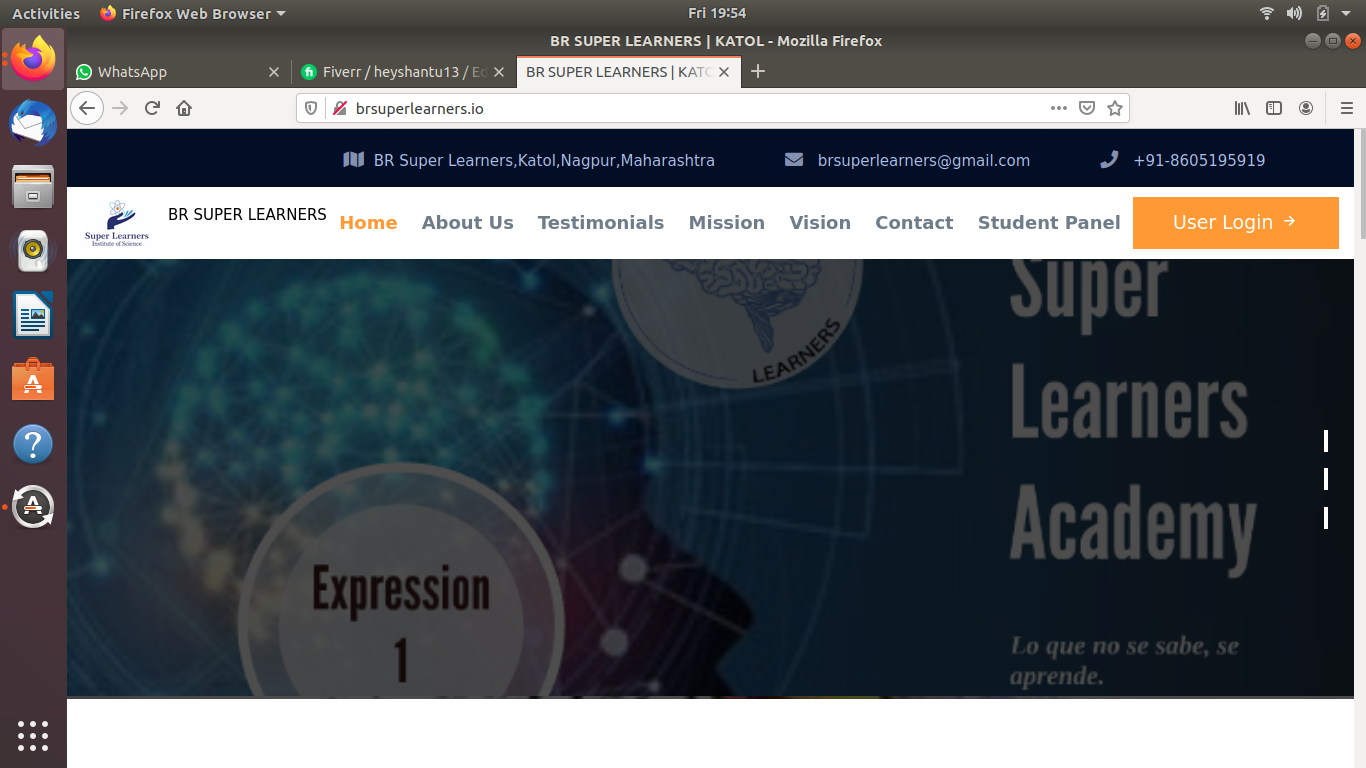 Activities Firefox Web Browser Fri 19:54
BR SUPER LEARNERS | KATOL - Mozilla Firefox
WhatsApp Fiverr / heyshantu13 / Ed BR SUPER LEARNERS | KATO
brsuperlearners.io
BR Super Learners,Katol,Nagpur,Maharashtra brsuperlearners@gmail.com +91-8605195919
Super Learners
Institute of Science
BR SUPER LEARNERS Home About Us Testimonials Mission Vision Contact Student Panel User Login
LEARNERS
Super
Learners
Academy
Expression
1
Lo que no se sabe, se
aprende.